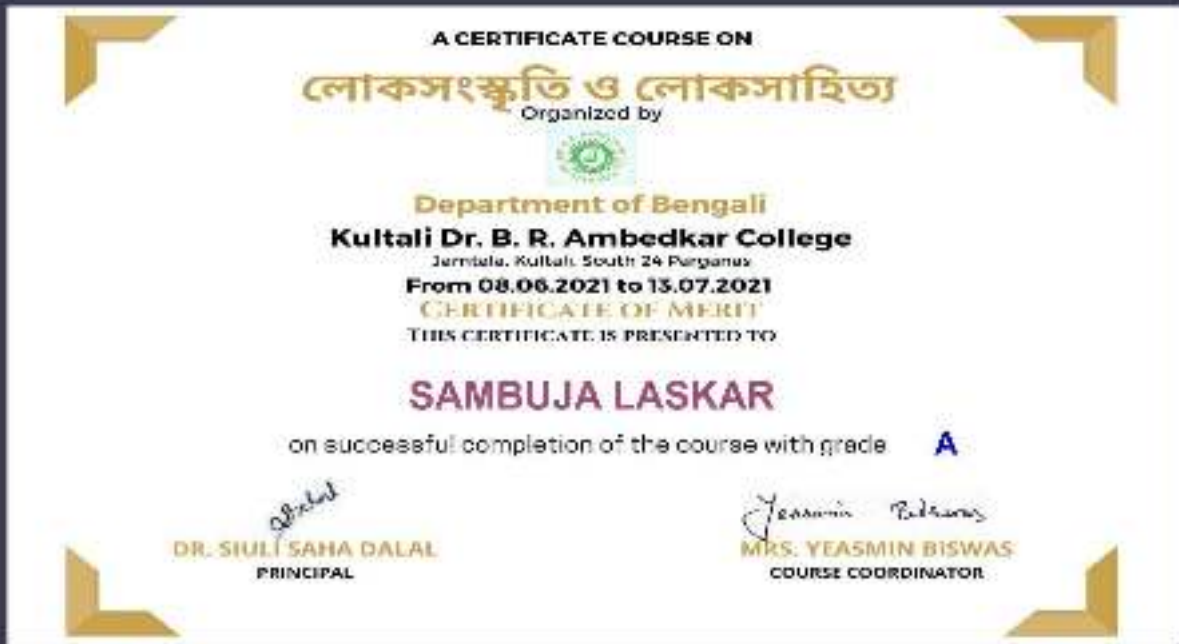 A CERTIFICATE COURSE ON
লোকসংস্কৃতি ও লোকসাহিত্য
Organized by
Department of Bengali
Kultali Dr. B. R. Ambedkar College
Jamtala, Kultali, South 24 Parganas
From 08.06.2021 to 13.07.2021
CERTIFICATE OF MERIT
THIS CERTIFICATE IS PRESENTED TO
SAMBUJA LASKAR
on successful completion of the course with grade A
Yeasmin Biswas
DR. SIULI SAHA DALAL MRS. YEASMIN BISWAS
PRINCIPAL COURSE COORDINATOR